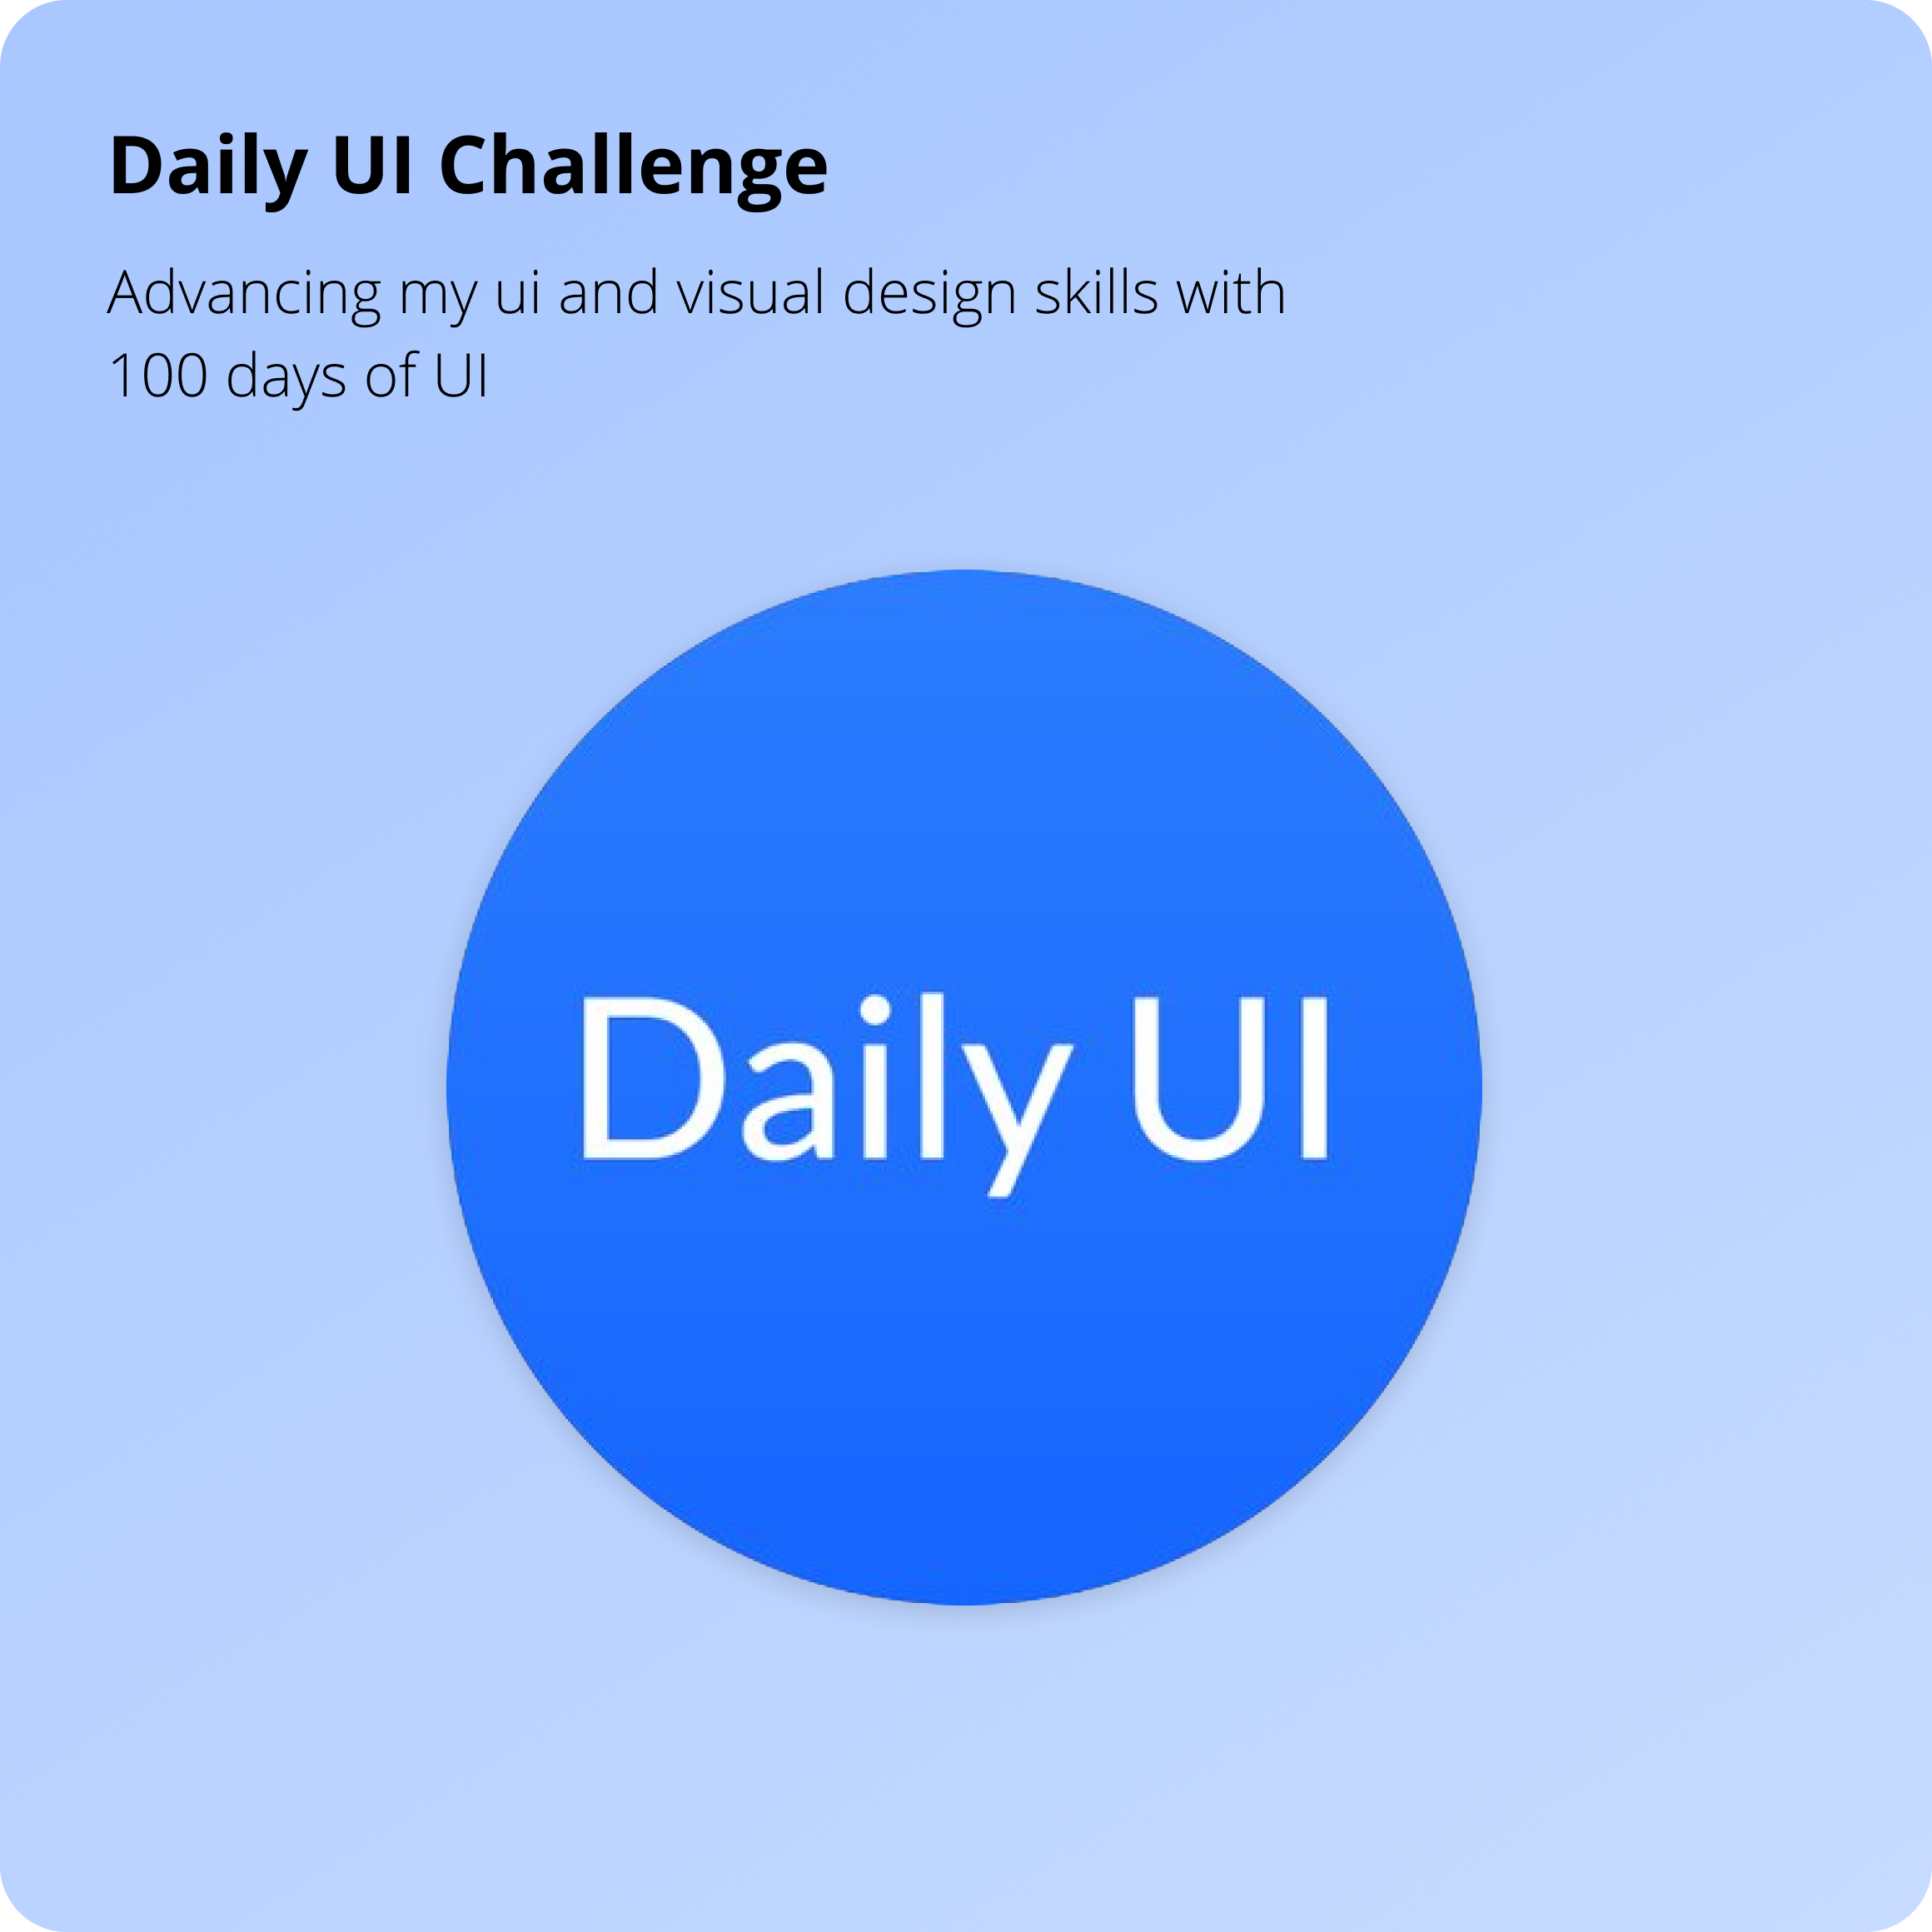 Daily UI Challenge
Advancing my ui and visual design skills with
100 days of UI
Daily UI